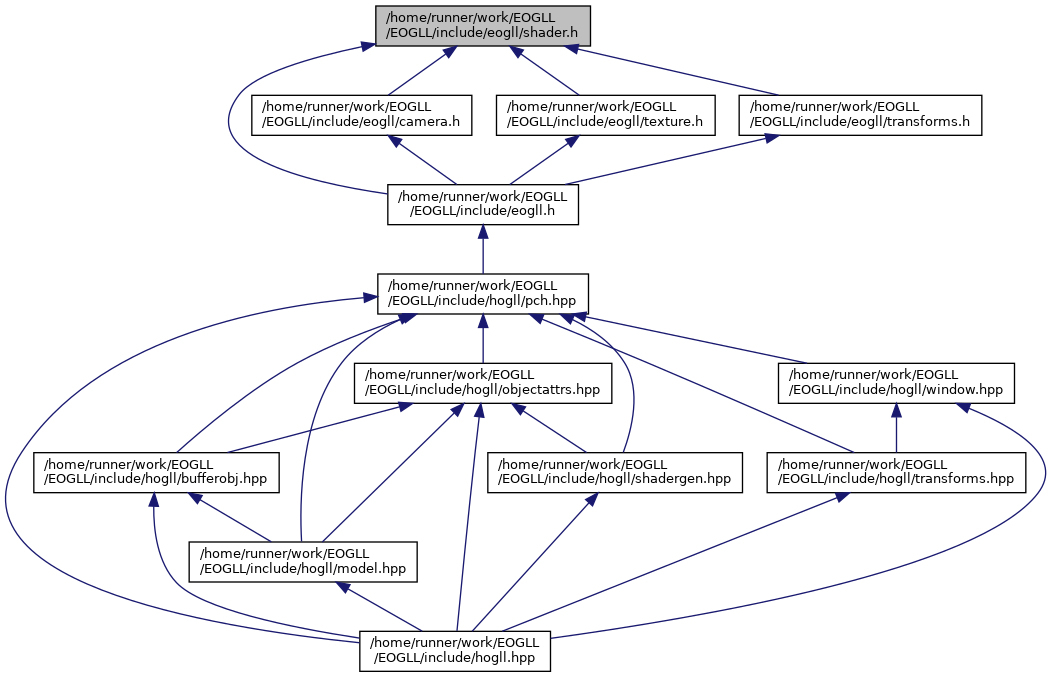 /home/runner/work/EOGLL
/EOGLL/include/eogll/shader.h
/home/runner/work/EOGLL
/EOGLL/include/eogll/camera.h
/home/runner/work/EOGLL
/EOGLL/include/eogll/texture.h
/home/runner/work/EOGLL
/EOGLL/include/eogll/transforms.h
/home/runner/work/EOGLL
/EOGLL/include/eogll.h
/home/runner/work/EOGLL
/EOGLL/include/hogll/pch.hpp
/home/runner/work/EOGLL
/EOGLL/include/hogll/objectattrs.hpp
/home/runner/work/EOGLL
/EOGLL/include/hogll/window.hpp
/home/runner/work/EOGLL
/EOGLL/include/hogll/bufferobj.hpp
/home/runner/work/EOGLL
/EOGLL/include/hogll/shadergen.hpp
/home/runner/work/EOGLL
/EOGLL/include/hogll/transforms.hpp
/home/runner/work/EOGLL
/EOGLL/include/hogll/model.hpp
/home/runner/work/EOGLL
/EOGLL/include/hogll.hpp